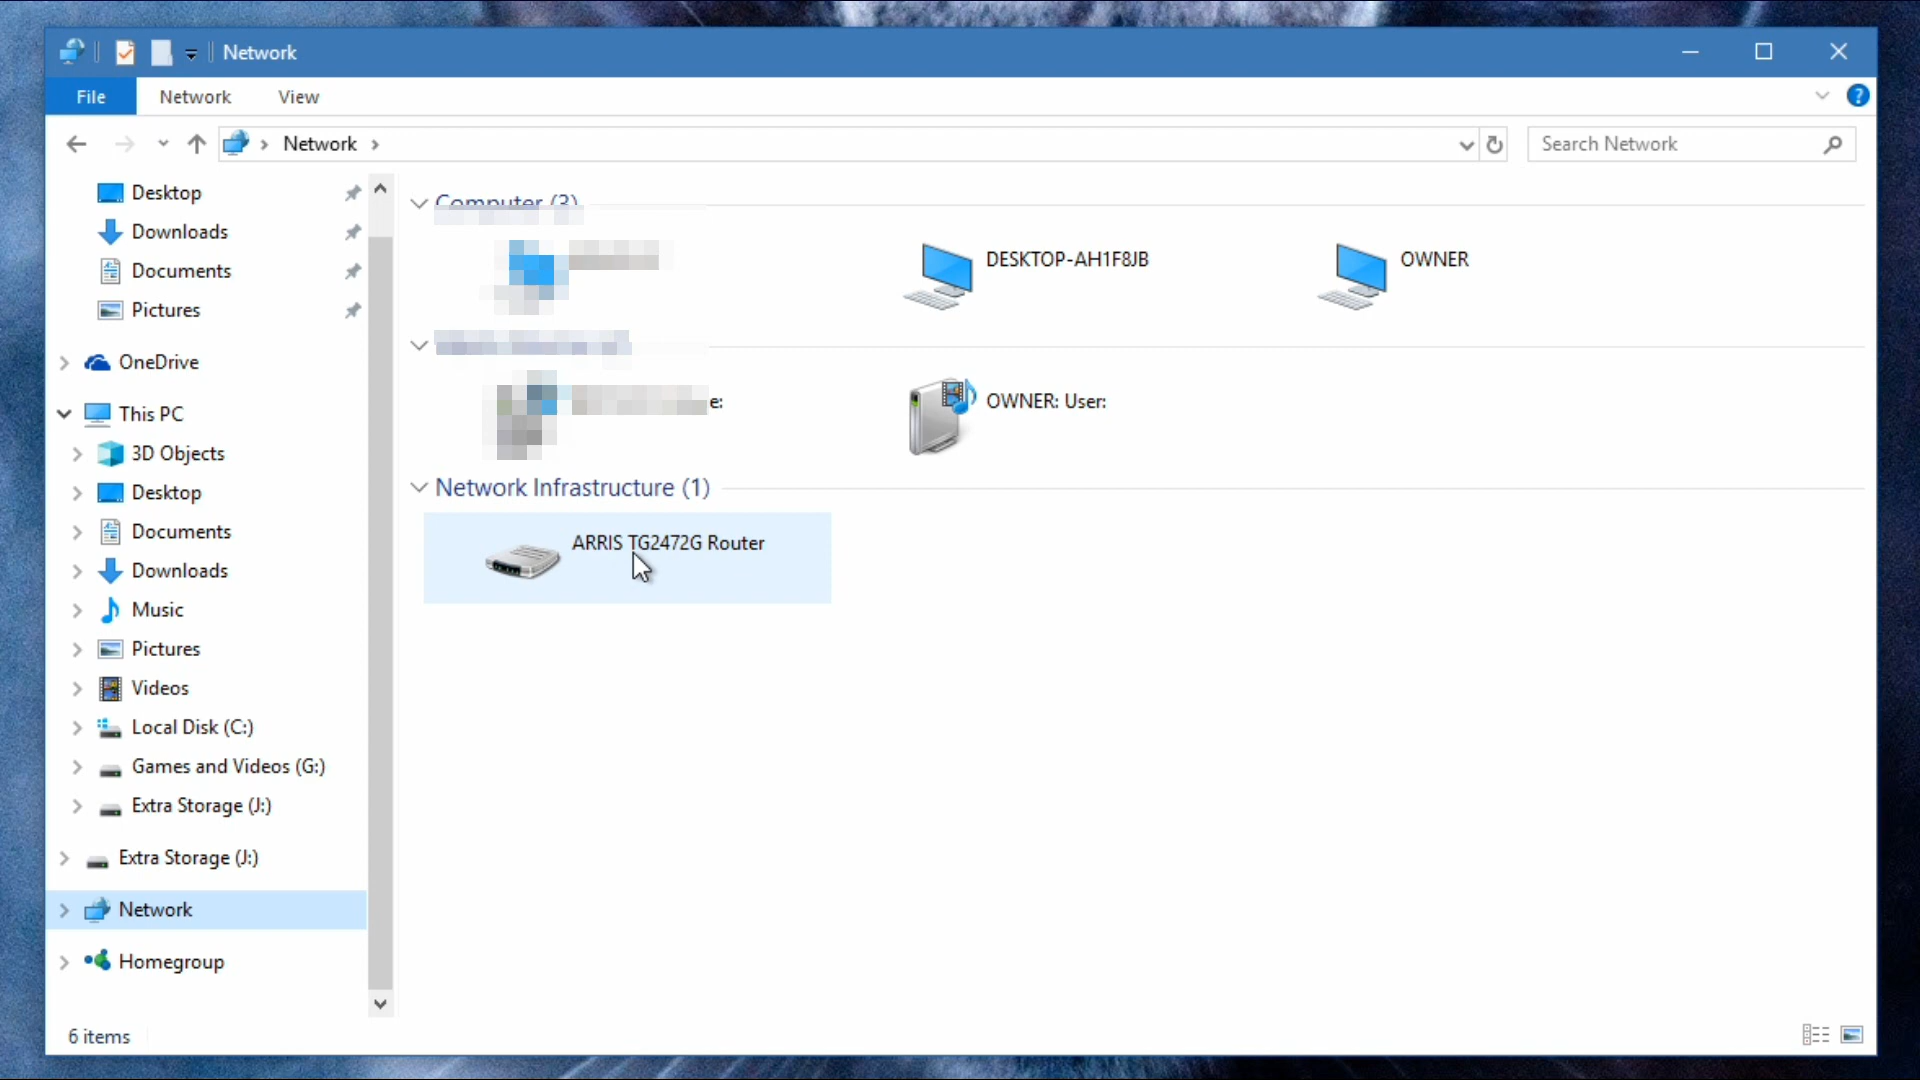 Network
File
Network
View
Network
Search Network
Desktop
Downloads
Documents
Pictures
OneDrive
This PC
3D Objects
Desktop
Documents
Downloads
Music
Pictures
Videos
Local Disk (C:)
Games and Videos (G:)
Extra Storage (J:)
Extra Storage (J:)
Network
Homegroup
Computer (3)
DESKTOP-AH1F8JB
OWNER
e:
OWNER: User:
Network Infrastructure (1)
ARRIS TG2472G Router
6 items